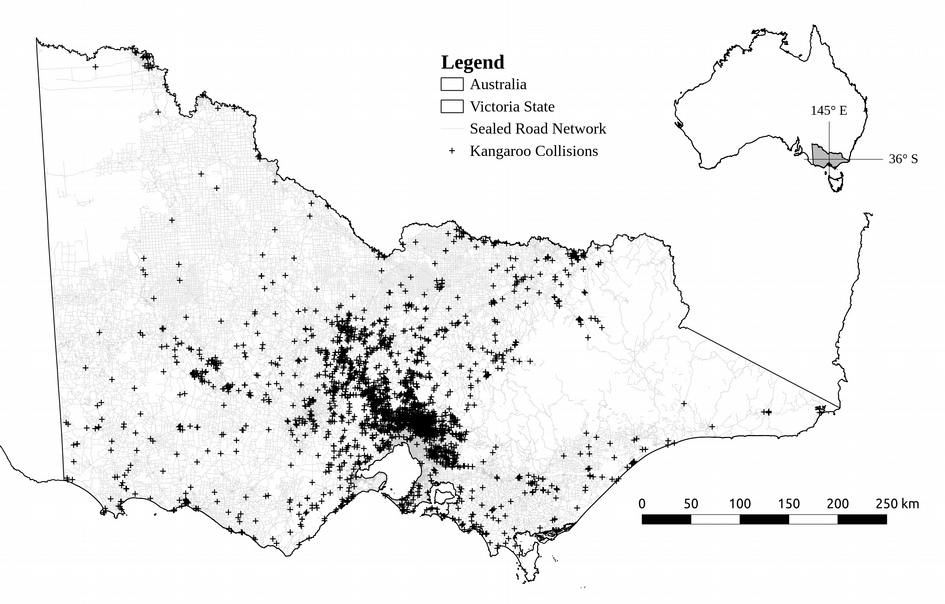 Legend
Australia
Victoria State
Sealed Road Network
Kangaroo Collisions
145° E
36° S
0 50 100 150 200 250 km